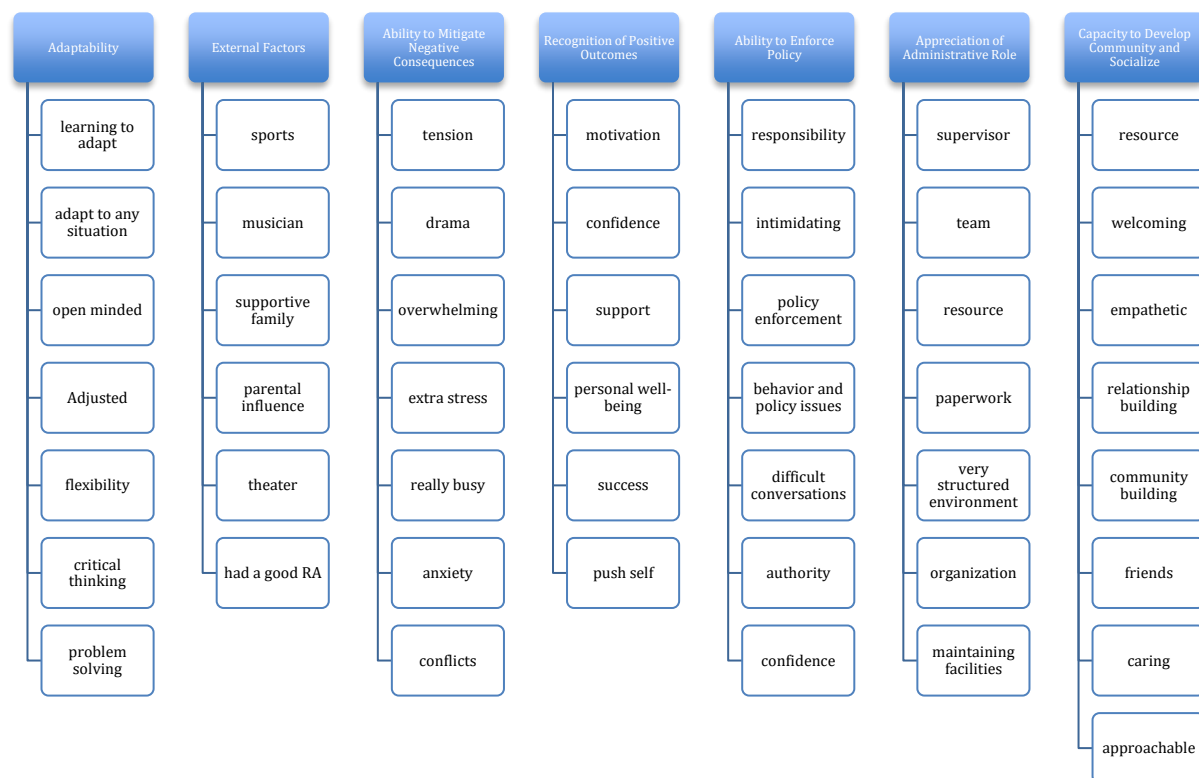 Adaptability
learning to
adapt
adapt to any
situation
open minded
Adjusted
flexibility
critical
thinking
problem
solving
External Factors
sports
musician
supportive
family
parental
influence
theater
had a good RA
Ability to Mitigate
Negative
Consequences
tension
drama
overwhelming
extra stress
really busy
anxiety
conflicts
Recognition of Positive
Outcomes
motivation
confidence
support
personal well-
being
success
push self
Ability to Enforce
Policy
responsibility
intimidating
policy
enforcement
behavior and
policy issues
difficult
conversations
authority
confidence
Appreciation of
Administrative Role
supervisor
team
resource
paperwork
very
structured
environment
organization
maintaining
facilities
Capacity to Develop
Community and
Socialize
resource
welcoming
empathetic
relationship
building
community
building
friends
caring
approachable